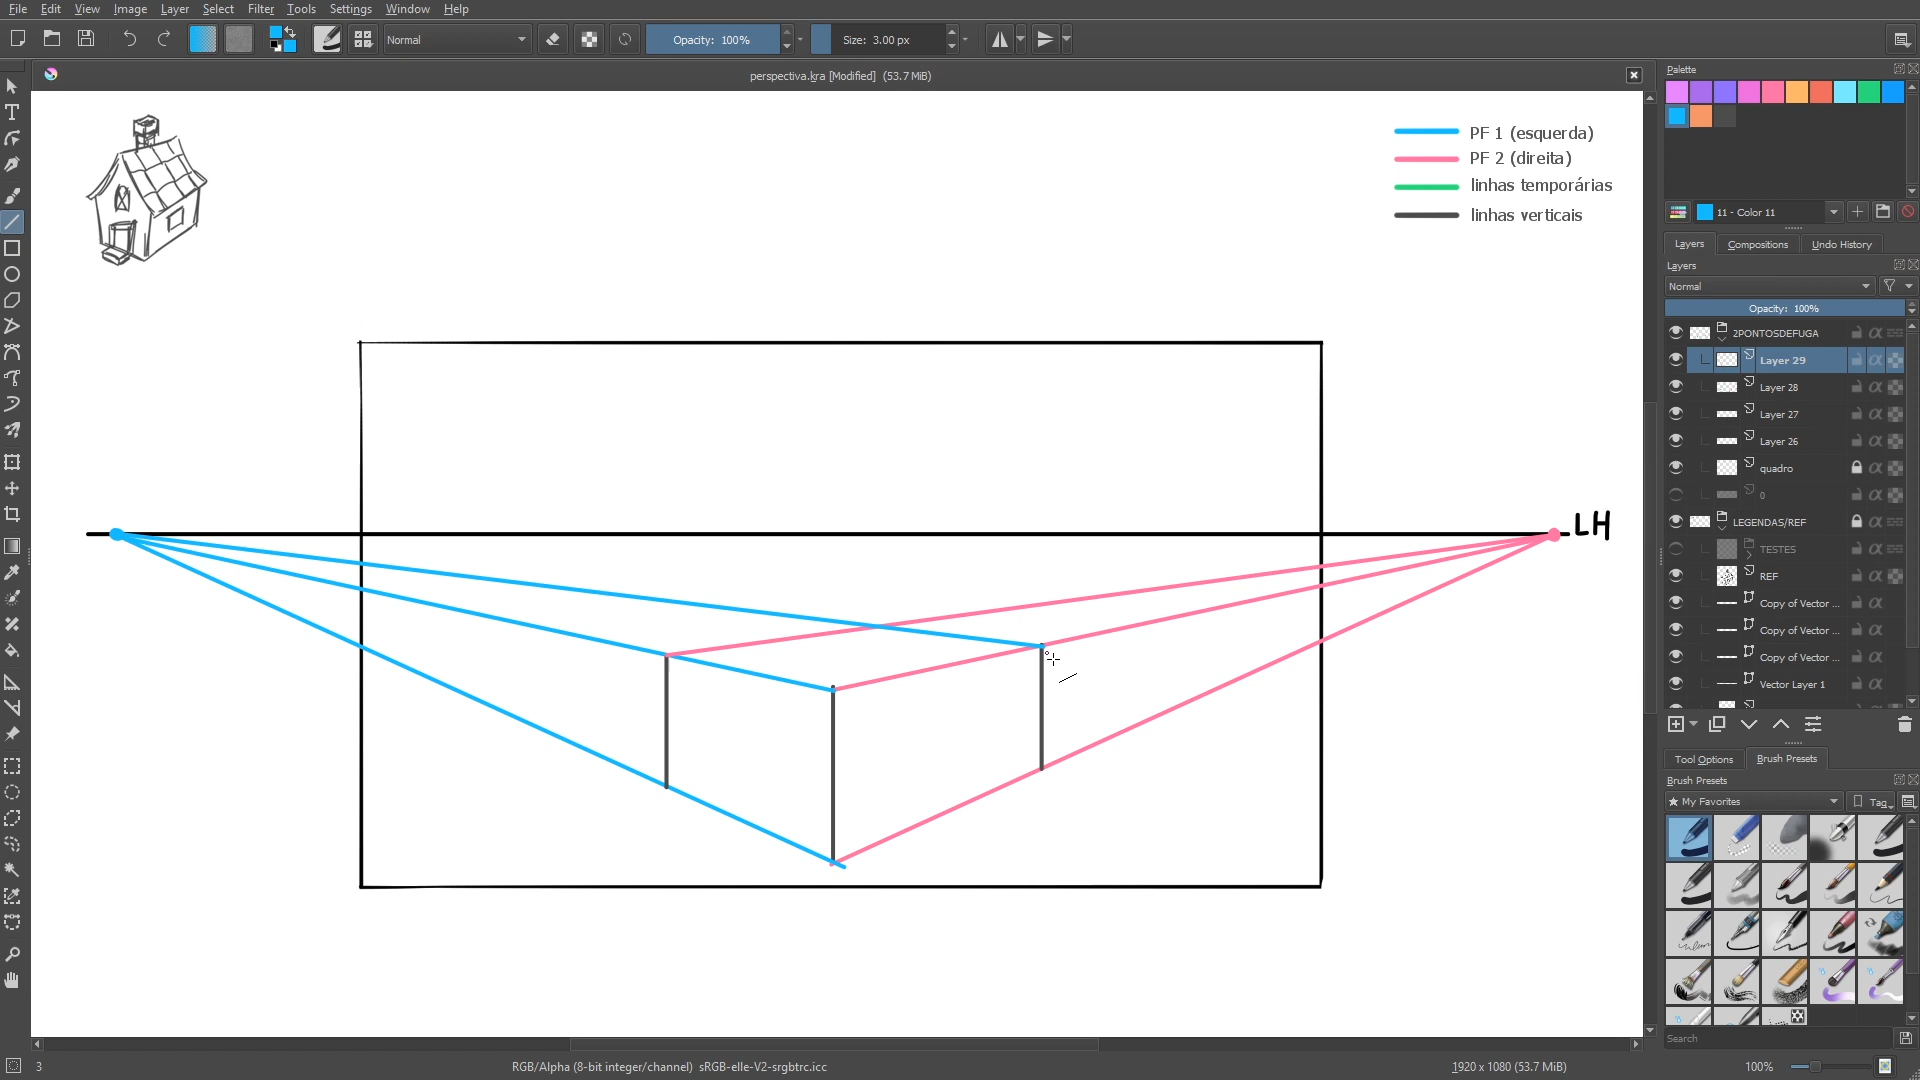 File Edit View Image Layer Select Filter Tools Settings Window Help
Normal
Opacity: 100%
Size: 3.00 px
perspectiva.kra [Modified] (53.7 MiB)
PF 1 (esquerda)
PF 2 (direita)
linhas temporárias
linhas verticais
LH
Palette
11 - Color 11
Layers Compositions Undo History
Layers
Normal
Opacity: 100%
2PONTOSDEFUGA
Layer 29
Layer 28
Layer 27
Layer 26
quadro
0
LEGENDAS/REF
TESTES
REF
Copy of Vector ...
Copy of Vector ...
Copy of Vector ...
Vector Layer 1
Tool Options Brush Presets
Brush Presets
My Favorites
Tag
Search
3
RGB/Alpha (8-bit integer/channel) sRGB-elle-V2-srgbtrc.icc
1920 x 1080 (53.7 MiB)
100%